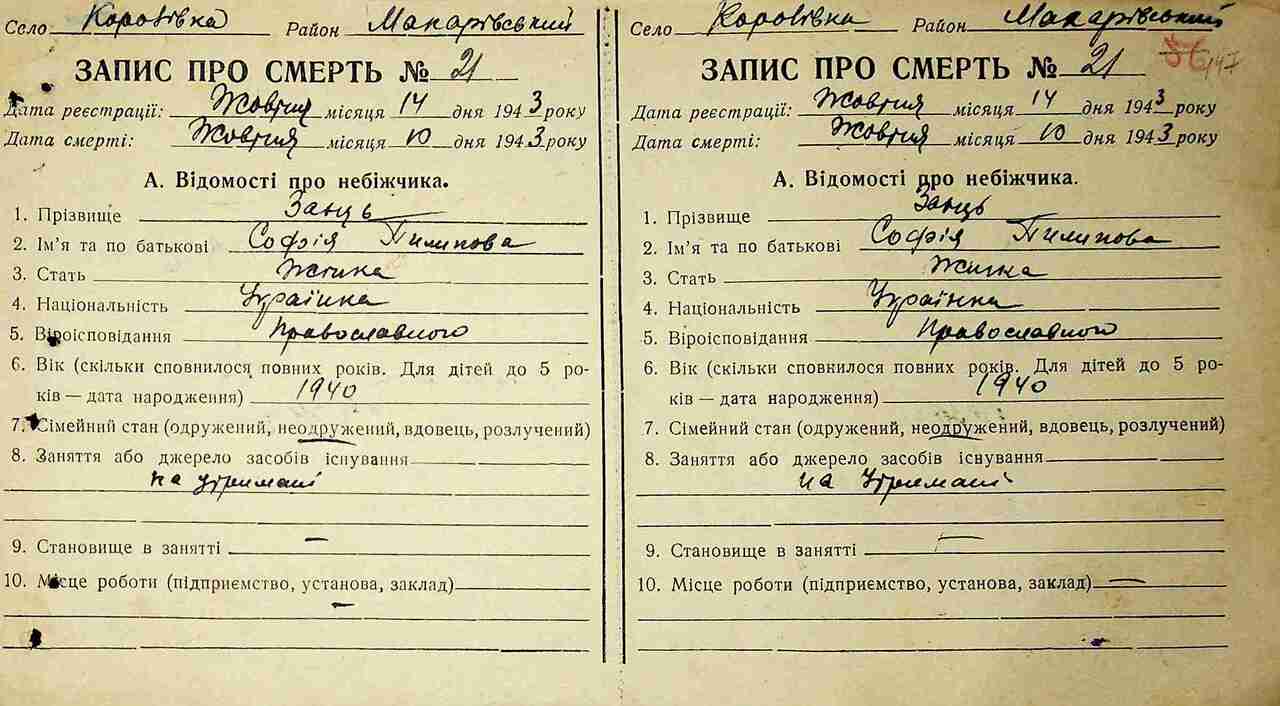 Село Коровівка Район Макарівський
ЗАПИС ПРО СМЕРТЬ № 21
Дата реєстрації: Жовтня місяця 14 дня 1943 року
Дата смерті: Жовтня місяця 10 дня 1943 року
А. Відомості про небіжчика.
1. Прізвище Заяць
2. Ім'я та по батькові Софія Пилипова
3. Стать Жінка
4. Національність Українка
5. Віроісповідання Православного
6. Вік (скільки сповнилося повних років. Для дітей до 5 ро-
ків — дата народження) 1940
7. Сімейний стан (одружений, неодружений, вдовець, розлучений)
8. Заняття або джерело засобів існування
на утримані
9. Становище в занятті —
10. Місце роботи (підприємство, установа, заклад)
—
Село Коровівка Район Макарівський
ЗАПИС ПРО СМЕРТЬ № 21
56 147
Дата реєстрації: Жовтня місяця 14 дня 1943 року
Дата смерті: Жовтня місяця 10 дня 1943 року
А. Відомості про небіжчика.
1. Прізвище Заяць
2. Ім'я та по батькові Софія Пилипова
3. Стать Жінка
4. Національність Українка
5. Віроісповідання Православного
6. Вік (скільки сповнилося повних років. Для дітей до 5 ро-
ків — дата народження) 1940
7. Сімейний стан (одружений, неодружений, вдовець, розлучений)
8. Заняття або джерело засобів існування
на утримані
9. Становище в занятті —
10. Місце роботи (підприємство, установа, заклад) —